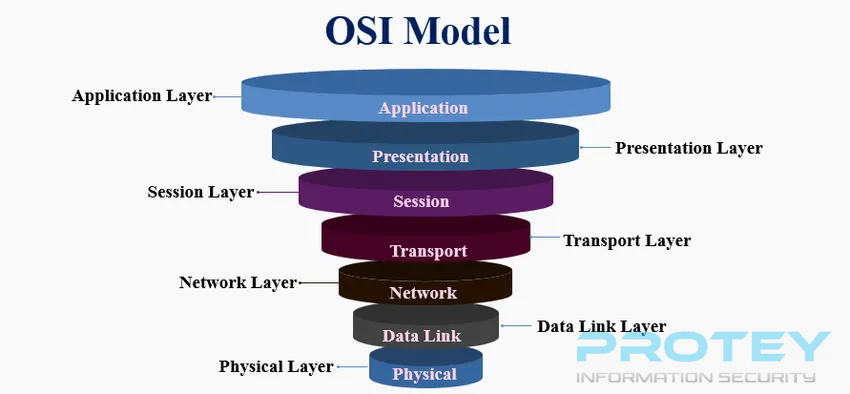 OSI Model
Application Layer
Application
Presentation
Presentation Layer
Session Layer
Session
Transport
Transport Layer
Network Layer
Network
Data Link
Data Link Layer
Physical Layer
Physical
PROTEY
INFORMATION SECURITY